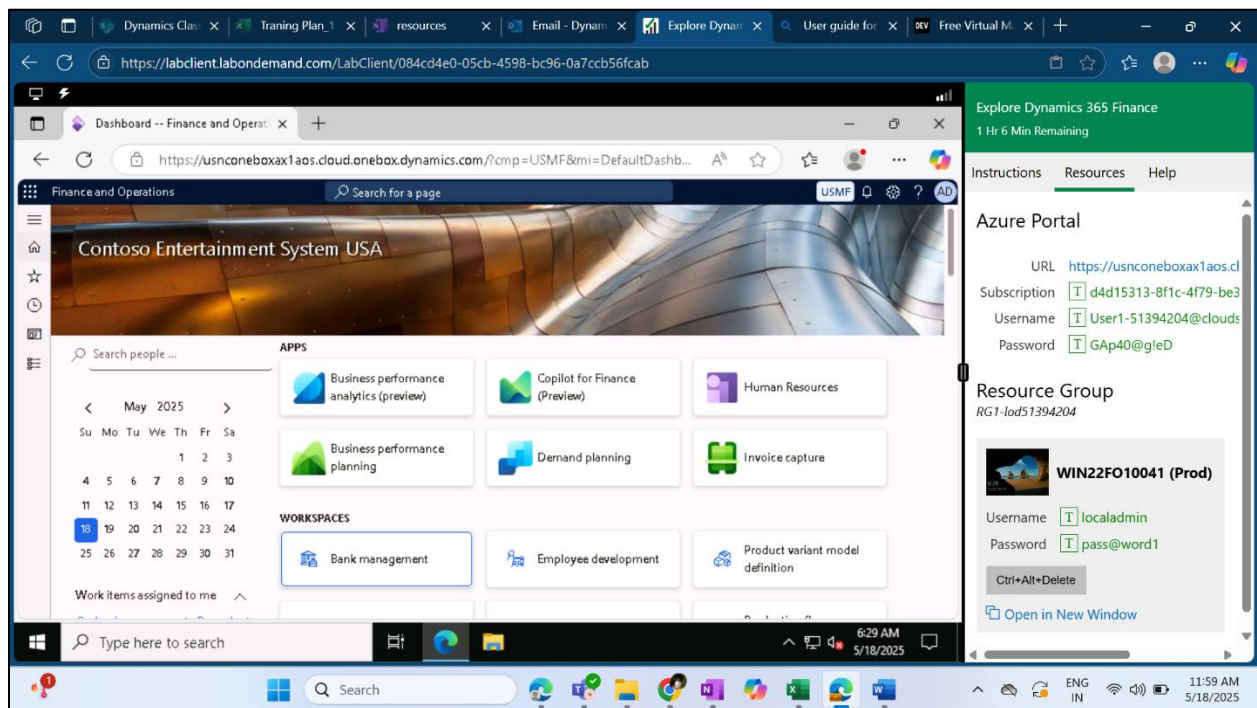 Dynamics Clas
Traning Plan_1
resources
Email - Dynam
Explore Dynam
User guide for
DEV
Free Virtual M
https://labclient.labondemand.com/LabClient/084cd4e0-05cb-4598-bc96-0a7ccb56fcab
Dashboard -- Finance and Operati
https://usnconeboxax1aos.cloud.onebox.dynamics.com/?cmp=USMF&mi=DefaultDashb...
Finance and Operations
Search for a page
USMF
?
AD
Contoso Entertainment System USA
Search people ...
May 2025
Su Mo Tu We Th Fr Sa
1 2 3
4 5 6 7 8 9 10
11 12 13 14 15 16 17
18 19 20 21 22 23 24
25 26 27 28 29 30 31
Work items assigned to me
APPS
Business performance
analytics (preview)
Copilot for Finance
(Preview)
Human Resources
Business performance
planning
Demand planning
Invoice capture
WORKSPACES
Bank management
Employee development
Product variant model
definition
Type here to search
6:29 AM
5/18/2025
Explore Dynamics 365 Finance
1 Hr 6 Min Remaining
Instructions Resources Help
Azure Portal
URL https://usnconeboxax1aos.cl
Subscription T d4d15313-8f1c-4f79-be3
Username T User1-51394204@clouds
Password T GAp40@g!eD
Resource Group
RG1-lod51394204
WIN22FO10041 (Prod)
Username T localadmin
Password T pass@word1
Ctrl+Alt+Delete
Open in New Window
1
Search
ENG
IN
11:59 AM
5/18/2025